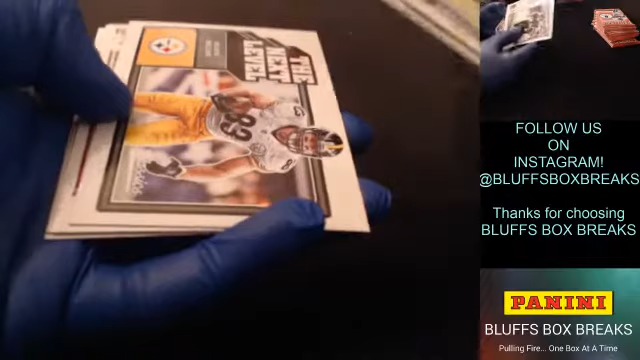 THE
NEXT
LEVEL
89
FOLLOW US
ON
INSTAGRAM!
@BLUFFSBOXBREAKS
Thanks for choosing
BLUFFS BOX BREAKS
PANINI
BLUFFS BOX BREAKS
Pulling Fire... One Box At A Time